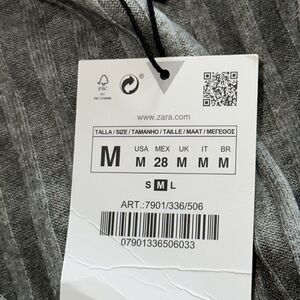 FSC
www.zara.com
TALLA / SIZE / TAMANHO / TAILLE / MAAT / ΜΕΓΕΘΟΣ
M
USA MEX UK IT BR
M 28 M M M
S M L
ART.:7901/336/506
07901336506033